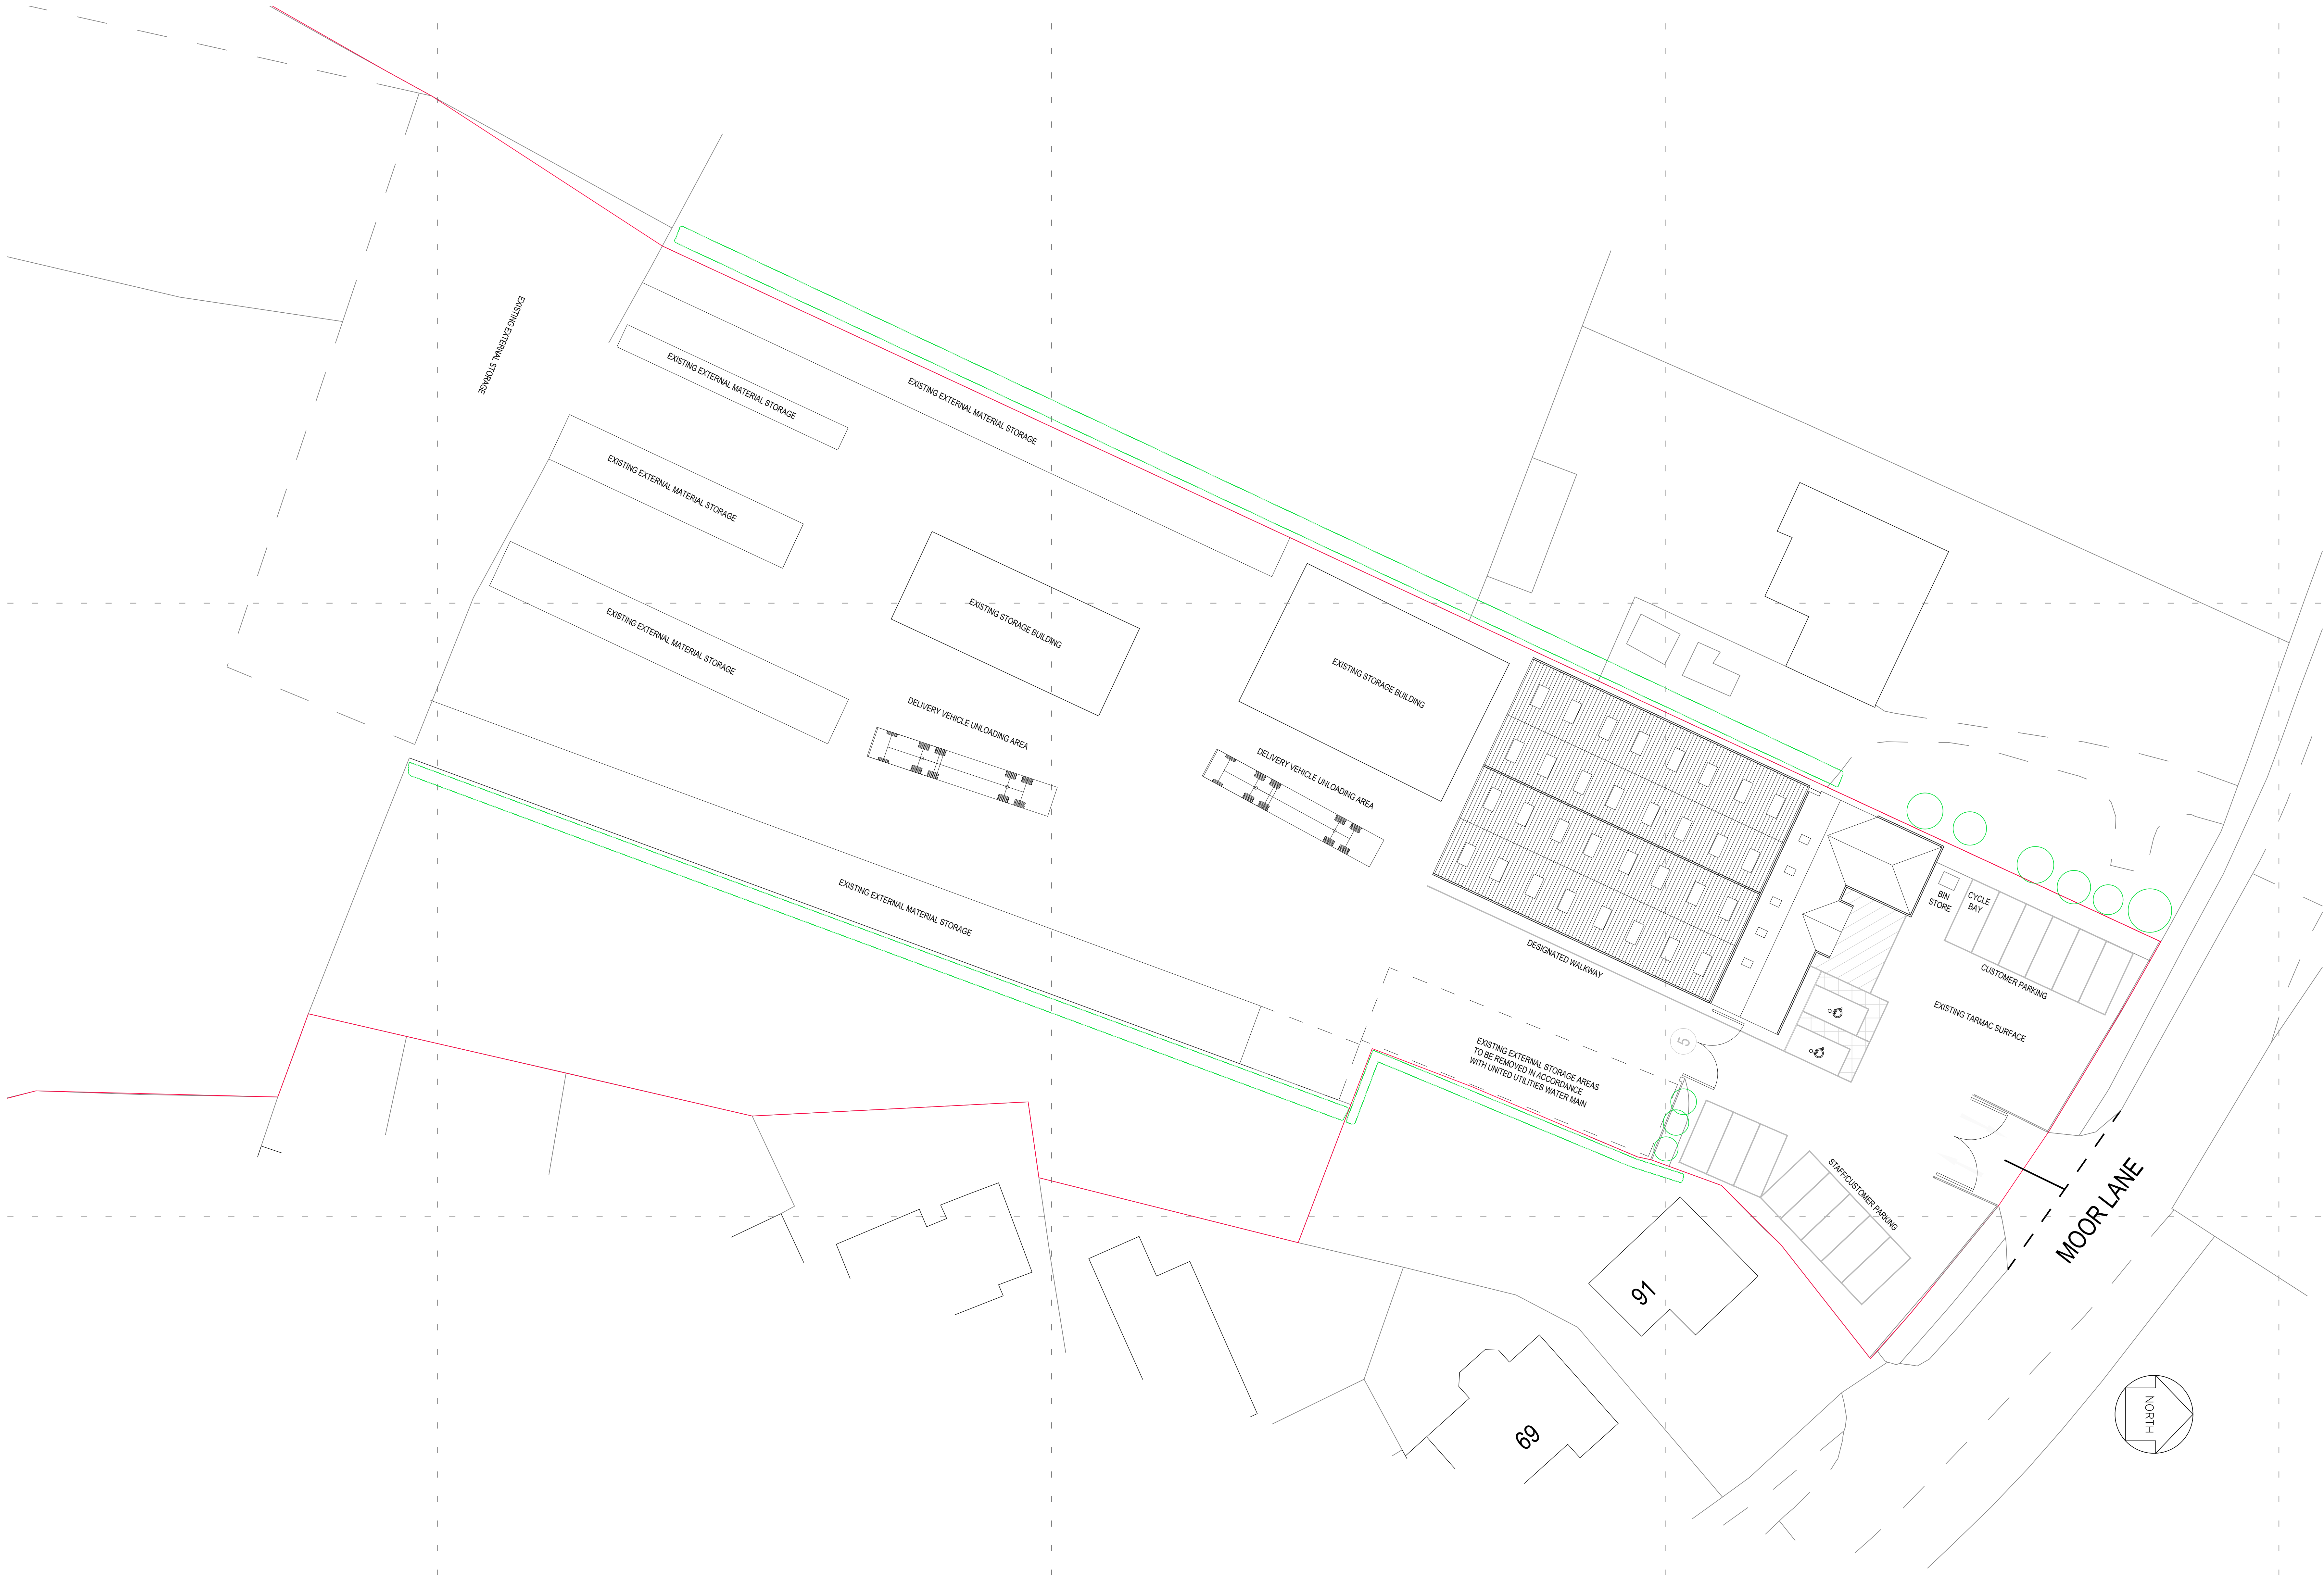 EXISTING EXTERNAL STORAGE
EXISTING EXTERNAL MATERIAL STORAGE
EXISTING EXTERNAL MATERIAL STORAGE
EXISTING EXTERNAL MATERIAL STORAGE
EXISTING EXTERNAL MATERIAL STORAGE
EXISTING STORAGE BUILDING
EXISTING STORAGE BUILDING
DELIVERY VEHICLE UNLOADING AREA
DELIVERY VEHICLE UNLOADING AREA
EXISTING EXTERNAL MATERIAL STORAGE
DESIGNATED WALKWAY
BIN
STORE
CYCLE
BAY
CUSTOMER PARKING
EXISTING TARMAC SURFACE
5
EXISTING EXTERNAL STORAGE AREAS
TO BE REMOVED IN ACCORDANCE
WITH UNITED UTILITIES WATER MAIN
STAFF/CUSTOMER PARKING
MOOR LANE
91
69
NORTH